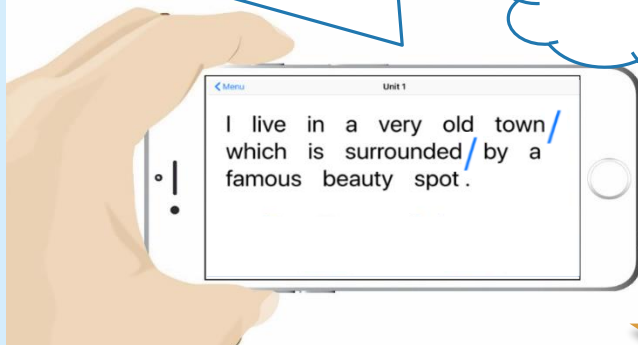 Menu
Unit 1
I live in a very old town/
which is surrounded/ by a
famous beauty spot.